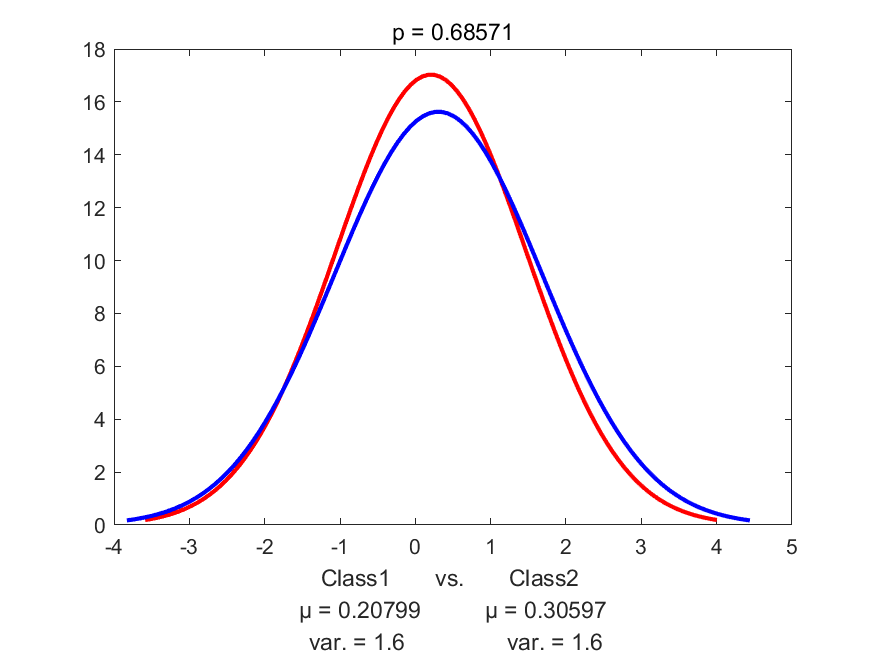 p = 0.68571
18
16
14
12
10
8
6
4
2
0
-4 -3 -2 -1 0 1 2 3 4 5
Class1 vs. Class2
μ = 0.20799 μ = 0.30597
var. = 1.6 var. = 1.6